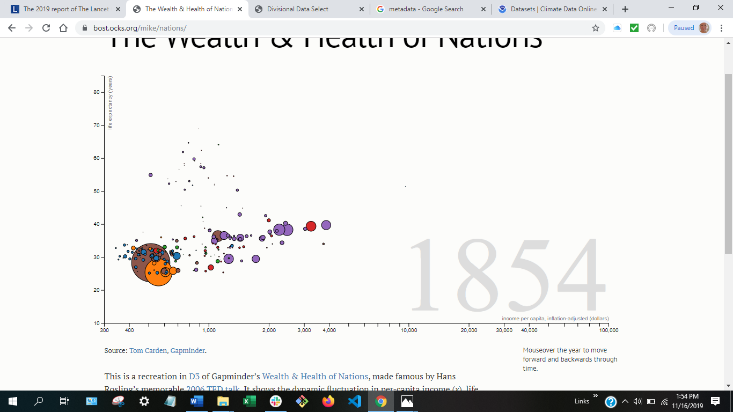 The 2019 report of The Lancet
The Wealth & Health of Nation
Divisional Data Select
metadata - Google Search
Datasets | Climate Data Online
bost.ocks.org/mike/nations/
Paused
The Wealth & Health of Nations
80
70
60
50
40
30
20
10
1854
income per capita, inflation-adjusted (dollars)
300 400 1,000 2,000 3,000 4,000 10,000 20,000 30,000 40,000 100,000
Source: Tom Carden, Gapminder.
Mouseover the year to move
forward and backwards through
time.
This is a recreation in D3 of Gapminder's Wealth & Health of Nations, made famous by Hans
Rosling's memorable 2006 TED talk. It shows the dynamic fluctuation in per-capita income (x), life
Links
1:54 PM
11/16/2019